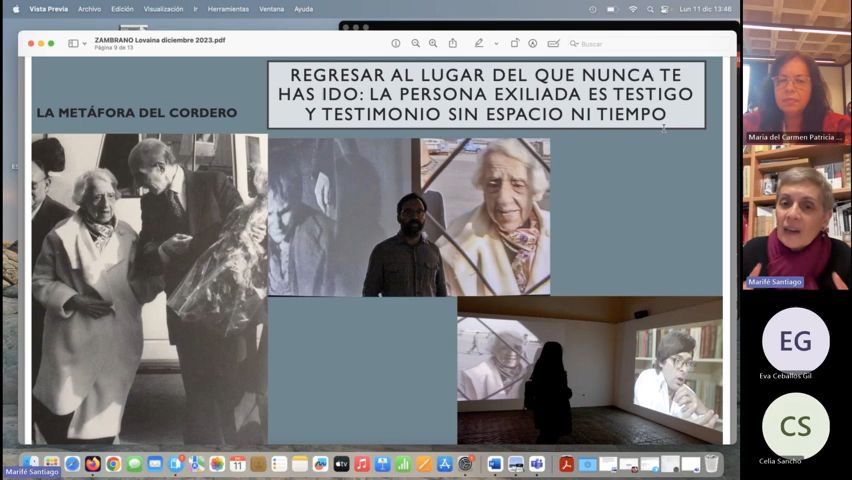 Vista Previa Archivo Edición Visualización Ir Herramientas Ventana Ayuda
Lun 11 dic 13:46
ZAMBRANO Lovaina diciembre 2023.pdf
Página 9 de 13
Buscar
REGRESAR AL LUGAR DEL QUE NUNCA TE
HAS IDO: LA PERSONA EXILIADA ES TESTIGO
Y TESTIMONIO SIN ESPACIO NI TIEMPO
LA METÁFORA DEL CORDERO
Maria del Carmen Patricia ...
Marifé Santiago
EG
Eva Ceballos Gil
CS
Celia Sancho
11
Marifé Santiago